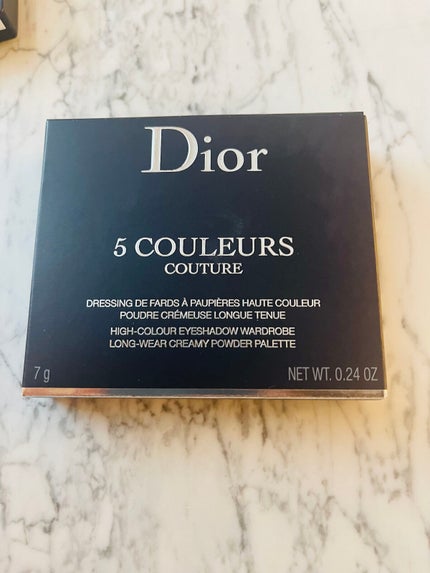 Dior
5 COULEURS
COUTURE
DRESSING DE FARDS À PAUPIÈRES HAUTE COULEUR
POUDRE CRÉMEUSE LONGUE TENUE
HIGH-COLOUR EYESHADOW WARDROBE
LONG-WEAR CREAMY POWDER PALETTE
7 g NET WT. 0.24 OZ